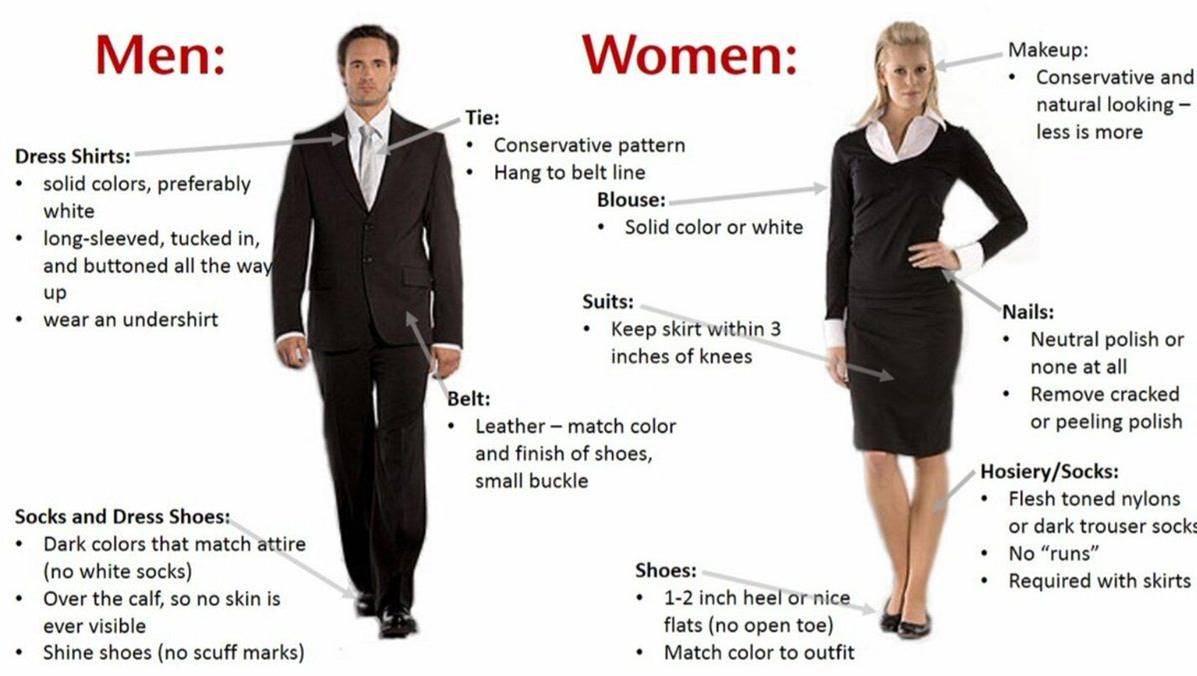 Men:
Dress Shirts:
• solid colors, preferably
white
• long-sleeved, tucked in,
and buttoned all the way
up
• wear an undershirt
Tie:
• Conservative pattern
• Hang to belt line
Belt:
• Leather – match color
and finish of shoes,
small buckle
Socks and Dress Shoes:
• Dark colors that match attire
(no white socks)
• Over the calf, so no skin is
ever visible
• Shine shoes (no scuff marks)
Women:
Makeup:
• Conservative and
natural looking –
less is more
Blouse:
• Solid color or white
Suits:
• Keep skirt within 3
inches of knees
Nails:
• Neutral polish or
none at all
• Remove cracked
or peeling polish
Hosiery/Socks:
• Flesh toned nylons
or dark trouser socks
• No “runs”
• Required with skirts
Shoes:
• 1-2 inch heel or nice
flats (no open toe)
• Match color to outfit